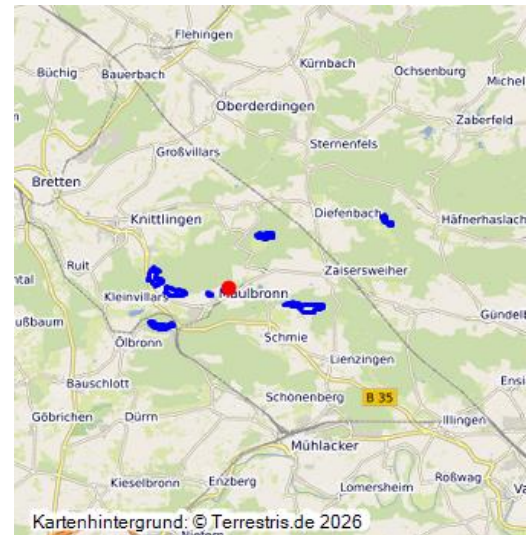 Flehingen
Büchig
Bauerbach
Kürnbach
Ochsenburg
Michel
Oberderdingen
Zaberfeld
Großvillars
Sternenfels
Bretten
Knittlingen
Diefenbach
Häfnerhaslach
Ruit
Zaisersweiher
ntal
Kleinvillars
Maulbronn
Gündelb
ußbaum
Ölbronn
Schmie
Lienzingen
Bauschlott
Ensi
Schönenberg
B 35
Göbrichen
Dürrn
Illingen
Mühlacker
Kieselbronn
Enzberg
Lomersheim
Roßwag
Va
Kartenhintergrund: © Terrestris.de 2026